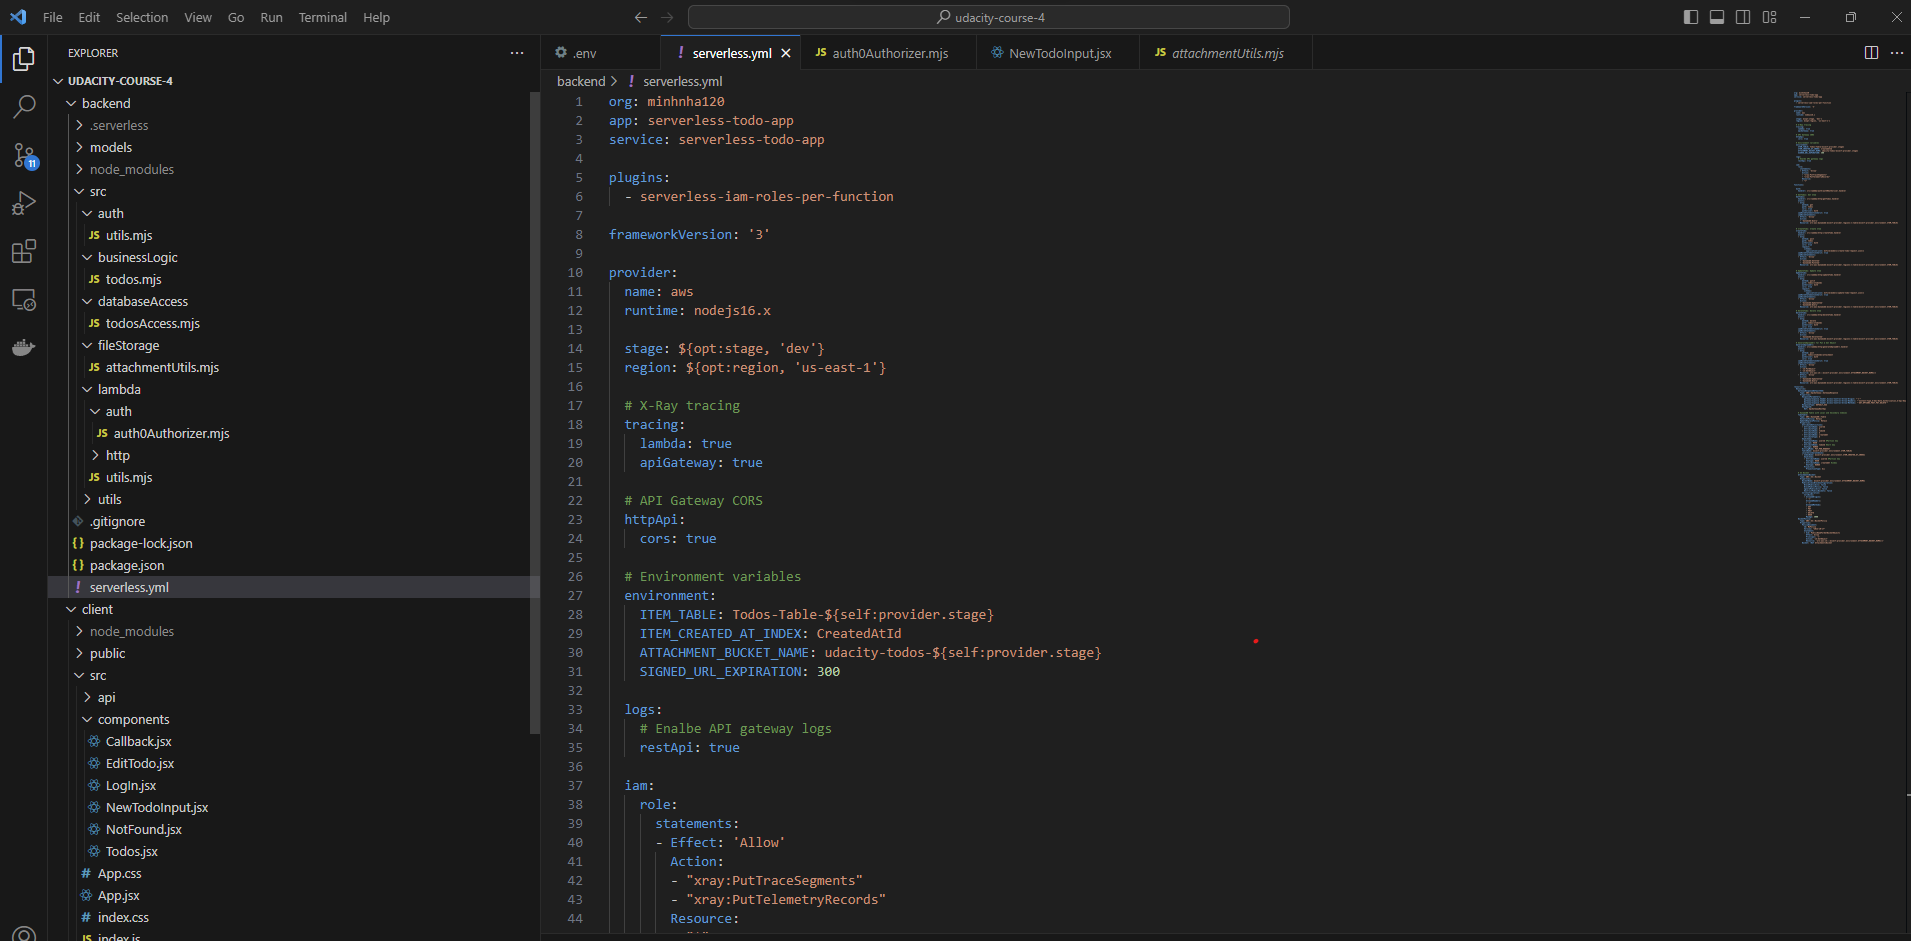 File Edit Selection View Go Run Terminal Help
udacity-course-4
EXPLORER
UDACITY-COURSE-4
backend
.serverless
models
node_modules
src
auth
JS utils.mjs
businessLogic
JS todos.mjs
databaseAccess
JS todosAccess.mjs
fileStorage
JS attachmentUtils.mjs
lambda
auth
JS auth0Authorizer.mjs
http
JS utils.mjs
utils
.gitignore
{} package-lock.json
{} package.json
! serverless.yml
client
node_modules
public
src
api
components
Callback.jsx
EditTodo.jsx
LogIn.jsx
NewTodoInput.jsx
NotFound.jsx
Todos.jsx
# App.css
App.jsx
# index.css
JS index.js
11
.env
! serverless.yml
JS auth0Authorizer.mjs
NewTodoInput.jsx
JS attachmentUtils.mjs
backend > ! serverless.yml
1 org: minhnha120
2 app: serverless-todo-app
3 service: serverless-todo-app
4
5 plugins:
6 - serverless-iam-roles-per-function
7
8 frameworkVersion: '3'
9
10 provider:
11 name: aws
12 runtime: nodejs16.x
13
14 stage: ${opt:stage, 'dev'}
15 region: ${opt:region, 'us-east-1'}
16
17 # X-Ray tracing
18 tracing:
19 lambda: true
20 apiGateway: true
21
22 # API Gateway CORS
23 httpApi:
24 cors: true
25
26 # Environment variables
27 environment:
28 ITEM_TABLE: Todos-Table-${self:provider.stage}
29 ITEM_CREATED_AT_INDEX: CreatedAtId
30 ATTACHMENT_BUCKET_NAME: udacity-todos-${self:provider.stage}
31 SIGNED_URL_EXPIRATION: 300
32
33 logs:
34 # Enalbe API gateway logs
35 restApi: true
36
37 iam:
38 role:
39 statements:
40 - Effect: 'Allow'
41 Action:
42 - "xray:PutTraceSegments"
43 - "xray:PutTelemetryRecords"
44 Resource: